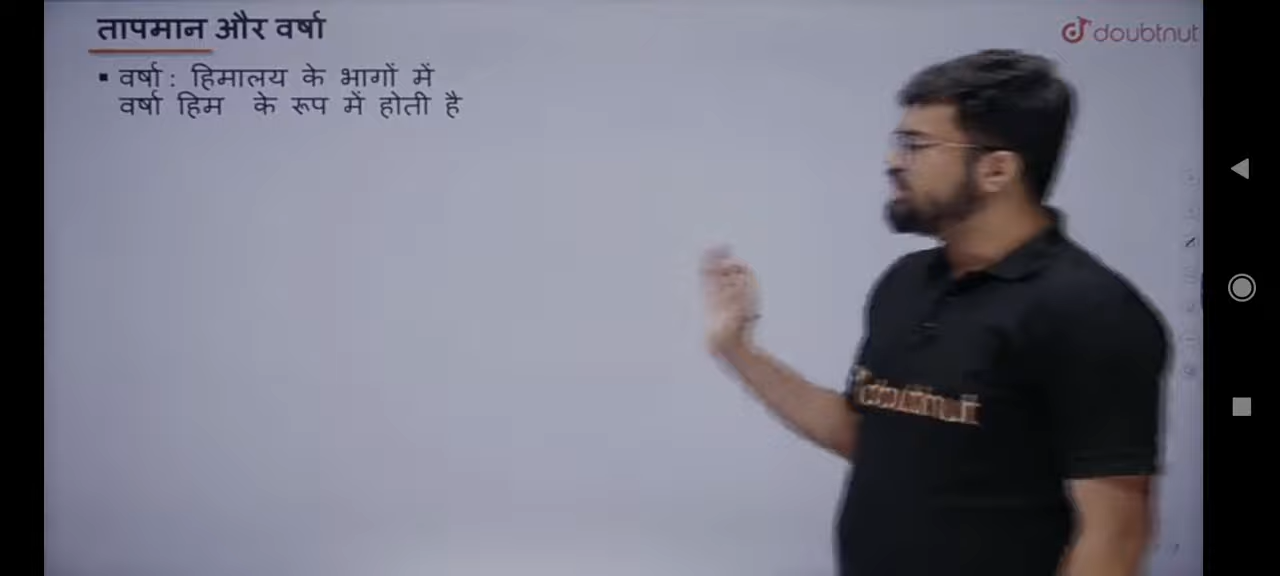 तापमान और वर्षा
doubtnut
▪ वर्षा : हिमालय के भागों में
वर्षा हिम के रूप में होती है